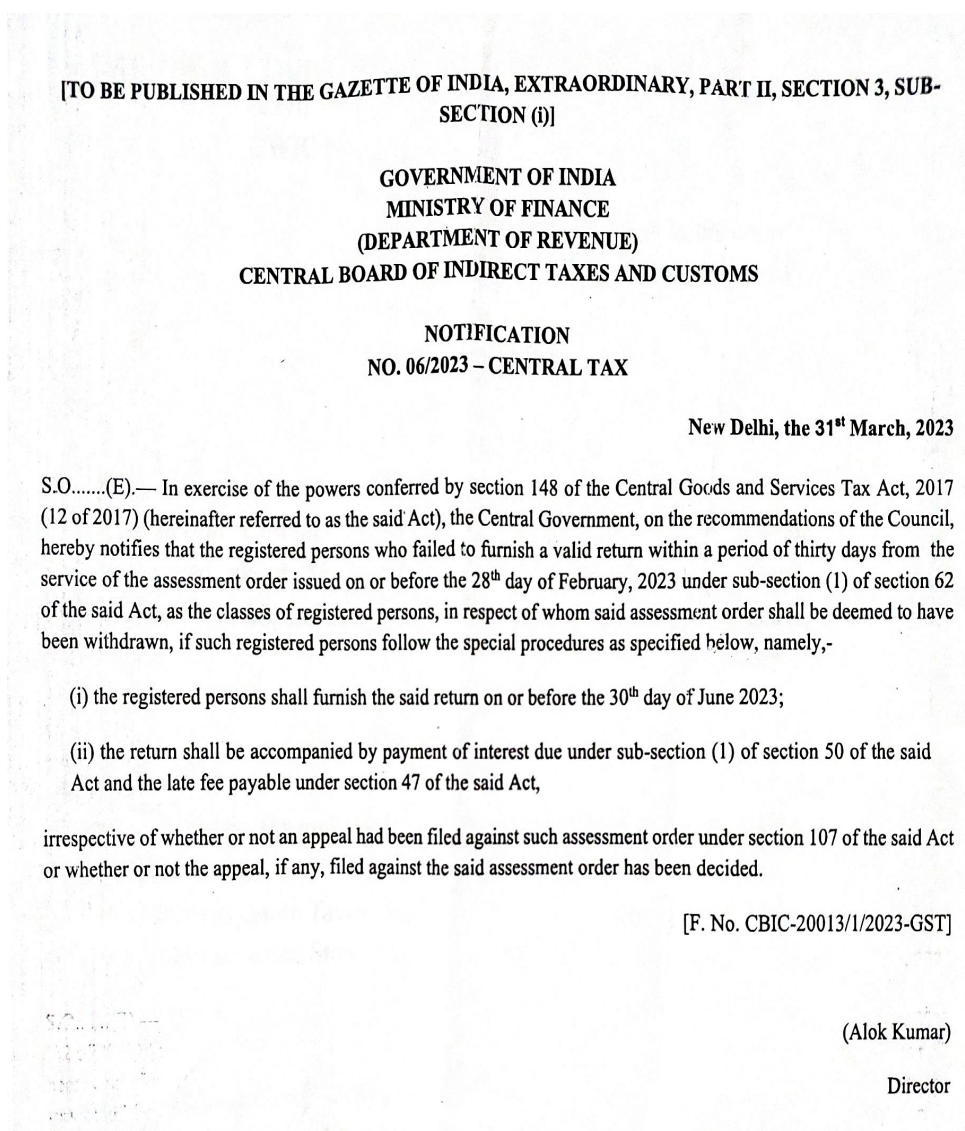 [TO BE PUBLISHED IN THE GAZETTE OF INDIA, EXTRAORDINARY, PART II, SECTION 3, SUB-
SECTION (i)]
GOVERNMENT OF INDIA
MINISTRY OF FINANCE
(DEPARTMENT OF REVENUE)
CENTRAL BOARD OF INDIRECT TAXES AND CUSTOMS
NOTIFICATION
NO. 06/2023 – CENTRAL TAX
New Delhi, the 31st March, 2023
S.O.......(E).— In exercise of the powers conferred by section 148 of the Central Goods and Services Tax Act, 2017
(12 of 2017) (hereinafter referred to as the said Act), the Central Government, on the recommendations of the Council,
hereby notifies that the registered persons who failed to furnish a valid return within a period of thirty days from the
service of the assessment order issued on or before the 28th day of February, 2023 under sub-section (1) of section 62
of the said Act, as the classes of registered persons, in respect of whom said assessment order shall be deemed to have
been withdrawn, if such registered persons follow the special procedures as specified below, namely,-
(i) the registered persons shall furnish the said return on or before the 30th day of June 2023;
(ii) the return shall be accompanied by payment of interest due under sub-section (1) of section 50 of the said
Act and the late fee payable under section 47 of the said Act,
irrespective of whether or not an appeal had been filed against such assessment order under section 107 of the said Act
or whether or not the appeal, if any, filed against the said assessment order has been decided.
[F. No. CBIC-20013/1/2023-GST]
(Alok Kumar)
Director